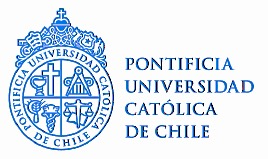 PONTIFICIA UNIVERSIDAD CATÓLICA DE CHILE
PONTIFICIA
UNIVERSIDAD
CATÓLICA
DE CHILE